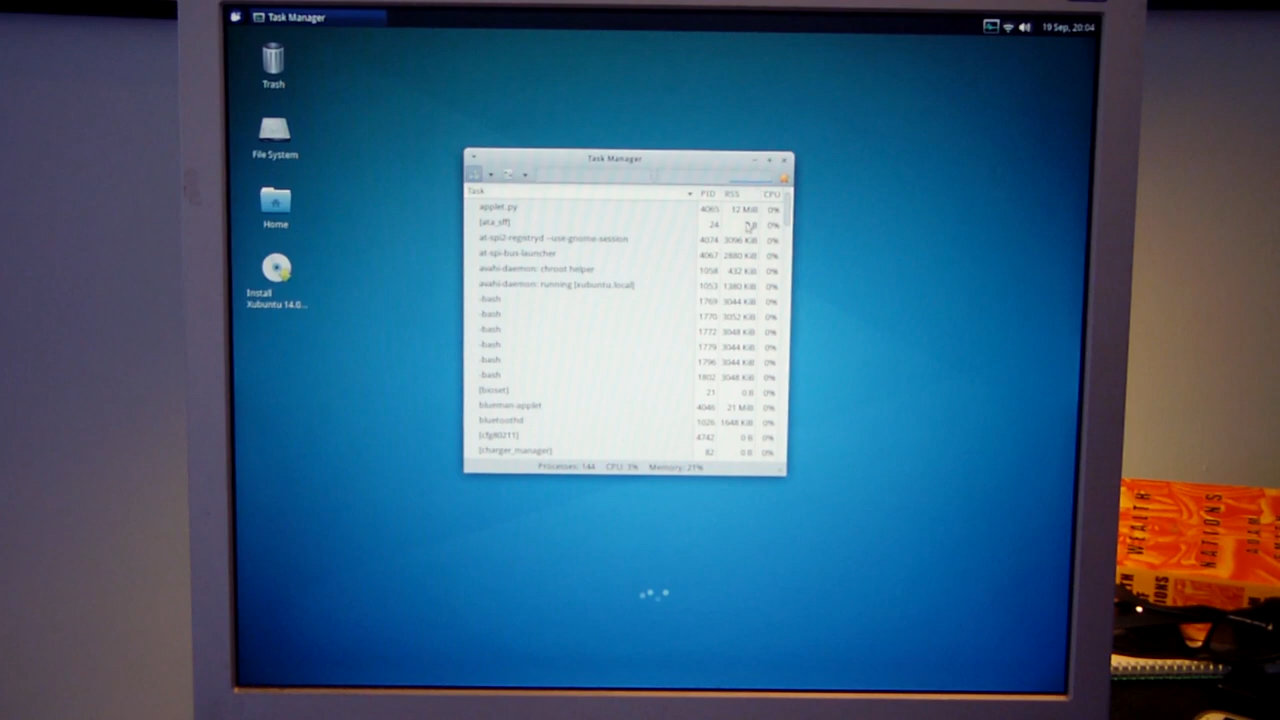 Task Manager
19 Sep, 20:04
Trash
File System
Home
Install
Xubuntu 14.0...
Task Manager
Task PID RSS CPU
applet.py 4065 12 MiB 0%
[ata_sff] 24 0%
at-spi2-registryd --use-gnome-session 4074 3096 KiB 0%
at-spi-bus-launcher 4067 2880 KiB 0%
avahi-daemon: chroot helper 1058 432 KiB 0%
avahi-daemon: running [xubuntu.local] 1053 1380 KiB 0%
-bash 1769 3044 KiB 0%
-bash 1770 3052 KiB 0%
-bash 1772 3048 KiB 0%
-bash 1779 3044 KiB 0%
-bash 1796 3044 KiB 0%
-bash 1802 3048 KiB 0%
[bioset] 21 0 B 0%
blueman-applet 4046 21 MiB 0%
bluetoothd 1026 1648 KiB 0%
[cfg80211] 4742 0 B 0%
[charger_manager] 82 0 B 0%
Processes: 144 CPU: 3% Memory: 21%
WEALTH
NATIONS
ADAM